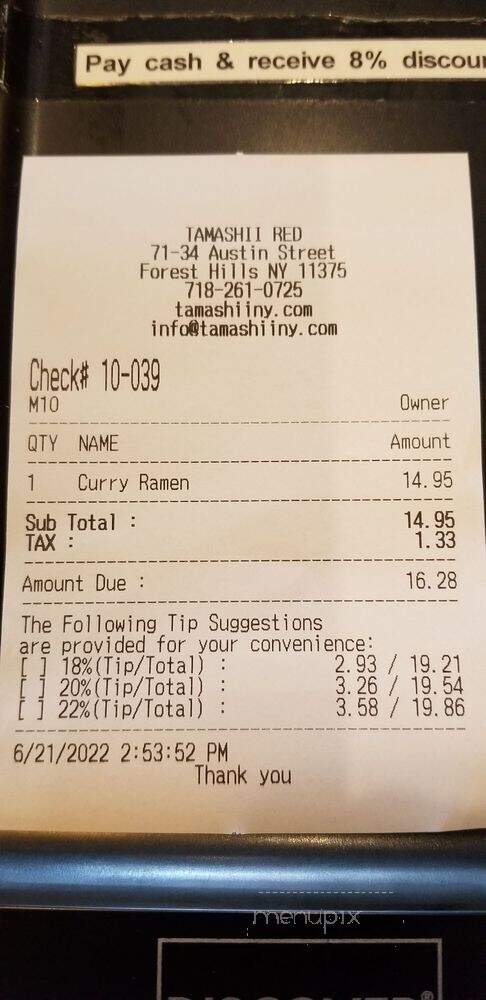 Pay cash & receive 8%
TAMASHII RED
71-34 Austin Street
Forest Hills NY 11375
718-261-0725
tamashiiny.com
info@tamashiiny.com
Check# 10-039
M10 Owner
QTY NAME Amount
1 Curry Ramen 14.95
Sub Total : 14.95
TAX : 1.33
Amount Due : 16.28
The Following Tip Suggestions
are provided for your convenience:
[ ] 18%(Tip/Total) : 2.93 / 19.21
[ ] 20%(Tip/Total) : 3.26 / 19.54
[ ] 22%(Tip/Total) : 3.58 / 19.86
6/21/2022 2:53:52 PM
Thank you
menupix